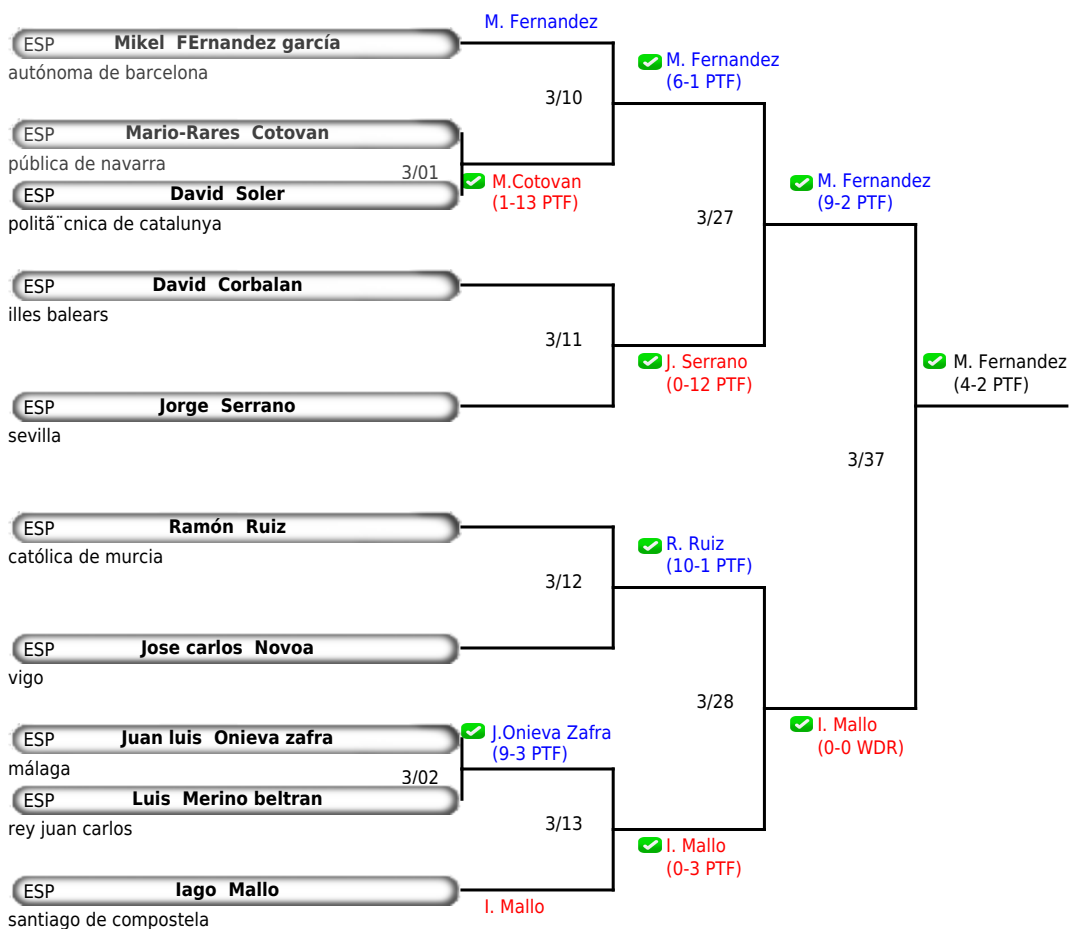 M. Fernandez
ESP Mikel FErnandez garcía
autónoma de barcelona
M. Fernandez
(6-1 PTF)
3/10
ESP Mario-Rares Cotovan
pública de navarra
3/01
M.Cotovan
(1-13 PTF)
ESP David Soler
politã¨cnica de catalunya
M. Fernandez
(9-2 PTF)
3/27
ESP David Corbalan
illes balears
3/11
J. Serrano
(0-12 PTF)
M. Fernandez
(4-2 PTF)
ESP Jorge Serrano
sevilla
3/37
ESP Ramón Ruiz
católica de murcia
R. Ruiz
(10-1 PTF)
3/12
ESP Jose carlos Novoa
vigo
3/28
I. Mallo
(0-0 WDR)
ESP Juan luis Onieva zafra
málaga
J.Onieva Zafra
(9-3 PTF)
3/02
ESP Luis Merino beltran
rey juan carlos
3/13
I. Mallo
(0-3 PTF)
ESP Iago Mallo
santiago de compostela
I. Mallo